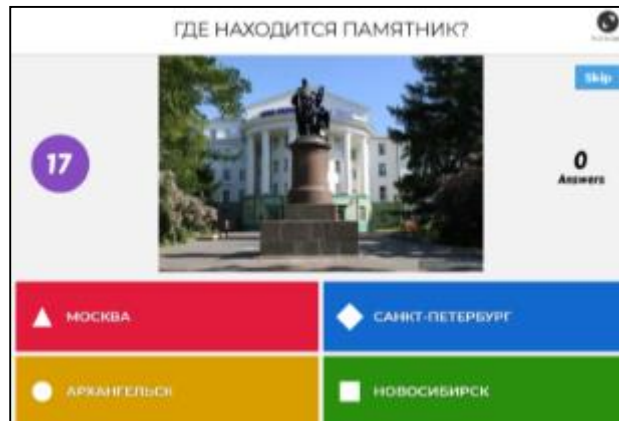 ГДЕ НАХОДИТСЯ ПАМЯТНИК?
Skip
17
0
Answers
МОСКВА
САНКТ-ПЕТЕРБУРГ
АРХАНГЕЛЬСК
НОВОСИБИРСК